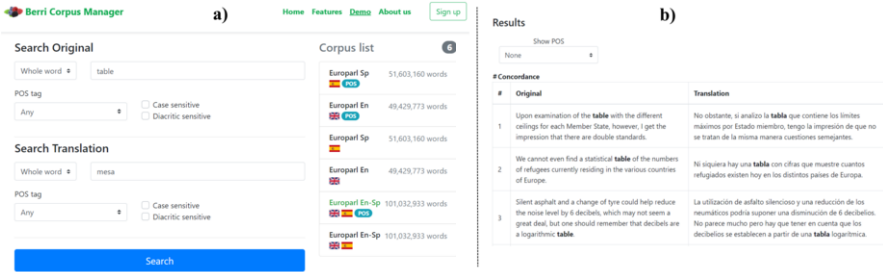 Berri Corpus Manager
a)
Home Features Demo About us Sign up
Search Original
Whole word table
POS tag
Any
Case sensitive
Diacritic sensitive
Search Translation
Whole word mesa
POS tag
Any
Case sensitive
Diacritic sensitive
Search
Corpus list 6
Europarl Sp 51,603,160 words
POS
Europarl En 49,429,773 words
POS
Europarl Sp 51,603,160 words
Europarl En 49,429,773 words
Europarl En-Sp 101,032,933 words
POS
Europarl En-Sp 101,032,933 words
b)
Results
Show POS
None
# Concordance
# Original Translation
1
Upon examination of the table with the different
ceilings for each Member State, however, I get the
impression that there are double standards.
No obstante, si analizo la tabla que contiene los límites
máximos por Estado miembro, tengo la impresión de que no
se tratan de la misma manera cuestiones semejantes.
2
We cannot even find a statistical table of the numbers
of refugees currently residing in the various countries
of Europe.
Ni siquiera hay una tabla con cifras que muestre cuantos
refugiados existen hoy en los distintos países de Europa.
3
Silent asphalt and a change of tyre could help reduce
the noise level by 6 decibels, which may not seem a
great deal, but one should remember that decibels are
a logarithmic table.
La utilización de asfalto silencioso y una reducción de los
neumáticos podría suponer una disminución de 6 decibelios.
No parece mucho pero hay que tener en cuenta que los
decibelios se establecen a partir de una tabla logarítmica.